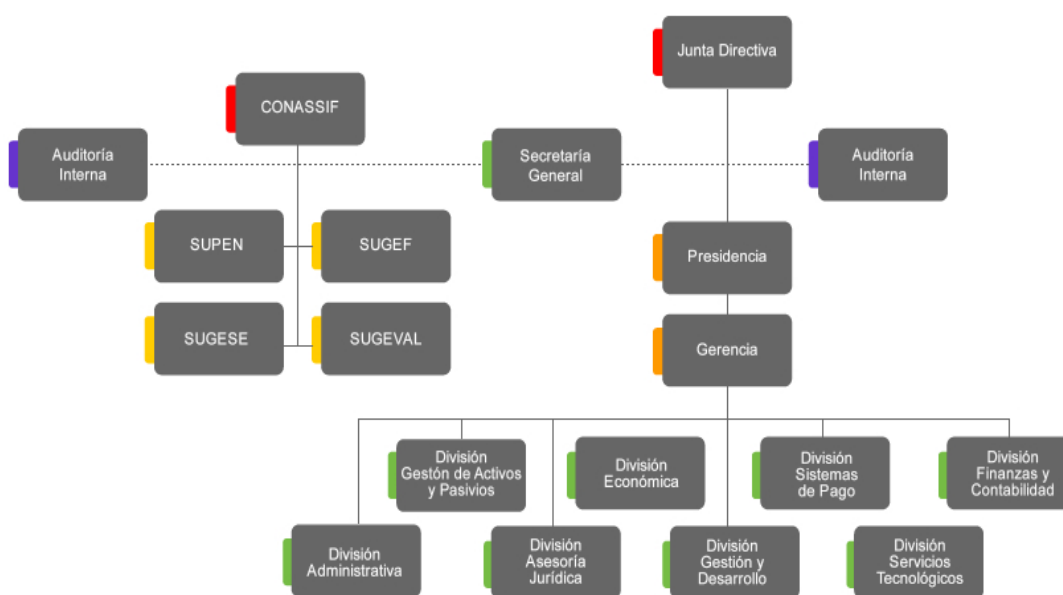 Junta Directiva
CONASSIF
Auditoría
Interna
Secretaría
General
Auditoría
Interna
SUPEN
SUGEF
Presidencia
SUGESE
SUGEVAL
Gerencia
División
Gestón de Activos
y Pasivios
División
Económica
División
Sistemas
de Pago
División
Finanzas y
Contabilidad
División
Administrativa
División
Asesoría
Jurídica
División
Gestión y
Desarrollo
División
Servicios
Tecnológicos